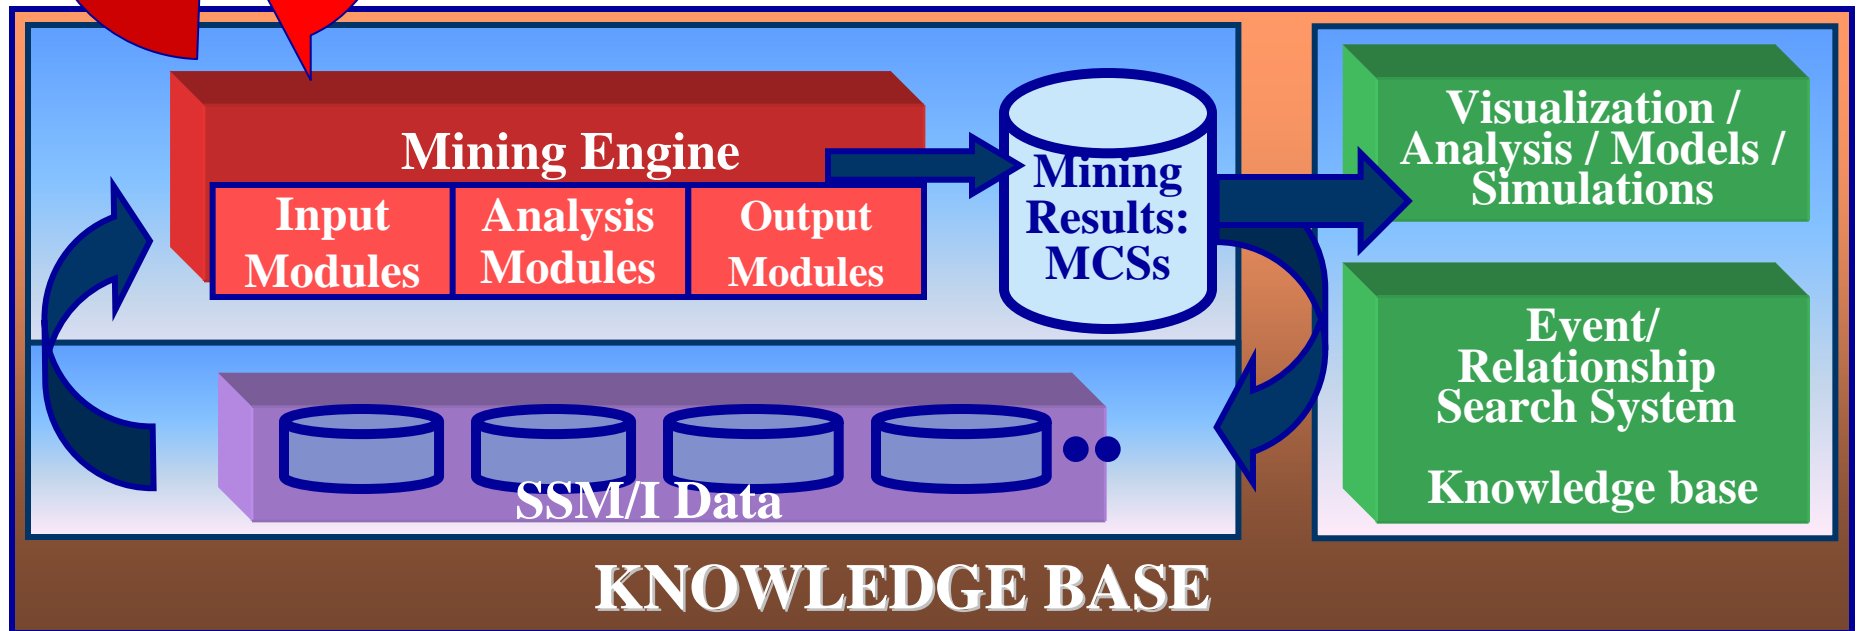 Mining Engine
Input
Modules
Analysis
Modules
Output
Modules
Mining
Results:
MCSs
Visualization /
Analysis / Models /
Simulations
Event/
Relationship
Search System
Knowledge base
SSM/I Data
KNOWLEDGE BASE